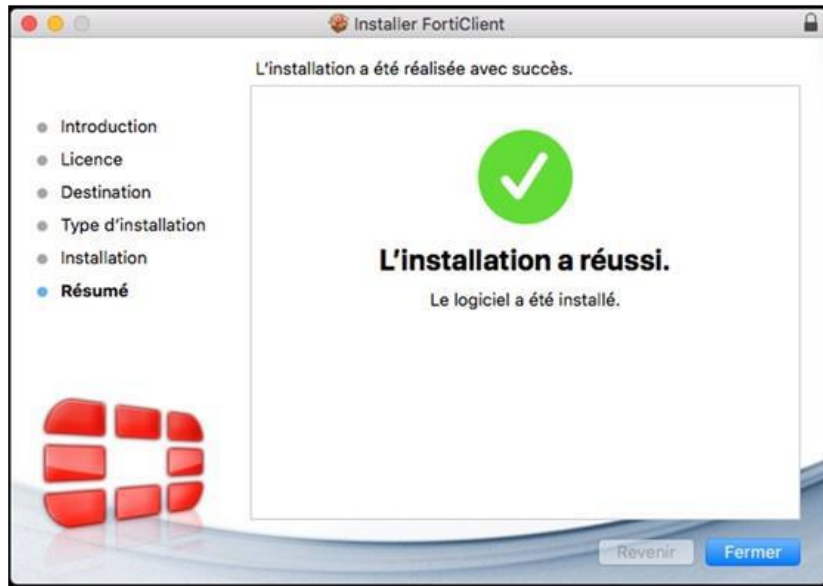 Installer FortiClient
L'installation a été réalisée avec succès.
Introduction
Licence
Destination
Type d'installation
Installation
Résumé
L'installation a réussi.
Le logiciel a été installé.
Revenir
Fermer